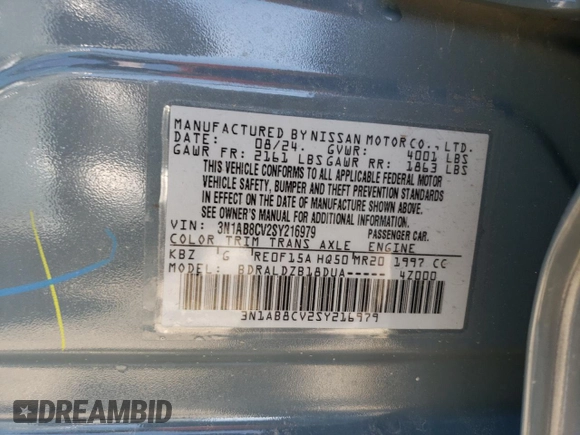 MANUFACTURED BY NISSAN MOTOR CO., LTD.
DATE: 08/24. GVWR: 4001 LBS
GAWR FR: 2161 LBS GAWR RR: 1863 LBS
THIS VEHICLE CONFORMS TO ALL APPLICABLE FEDERAL MOTOR
VEHICLE SAFETY, BUMPER AND THEFT PREVENTION STANDARDS
IN EFFECT ON THE DATE OF MANUFACTURE SHOWN ABOVE.
SEE OWNER'S MANUAL FOR ADDITIONAL INFORMATION.
VIN: 3N1AB8CV2SY216979 PASSENGER CAR.
COLOR TRIM TRANS AXLE ENGINE
KBZ G RE0F15A HQ50 MR20 1997 CC
MODEL: BDRALDZB18DUA----- 47000
3N1AB8CV2SY216979
DREAMBID